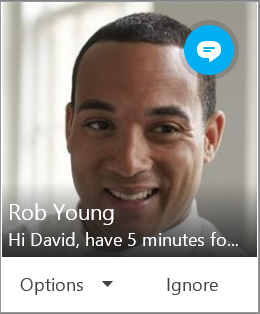 Rob Young
Hi David, have 5 minutes fo...
Options
Ignore